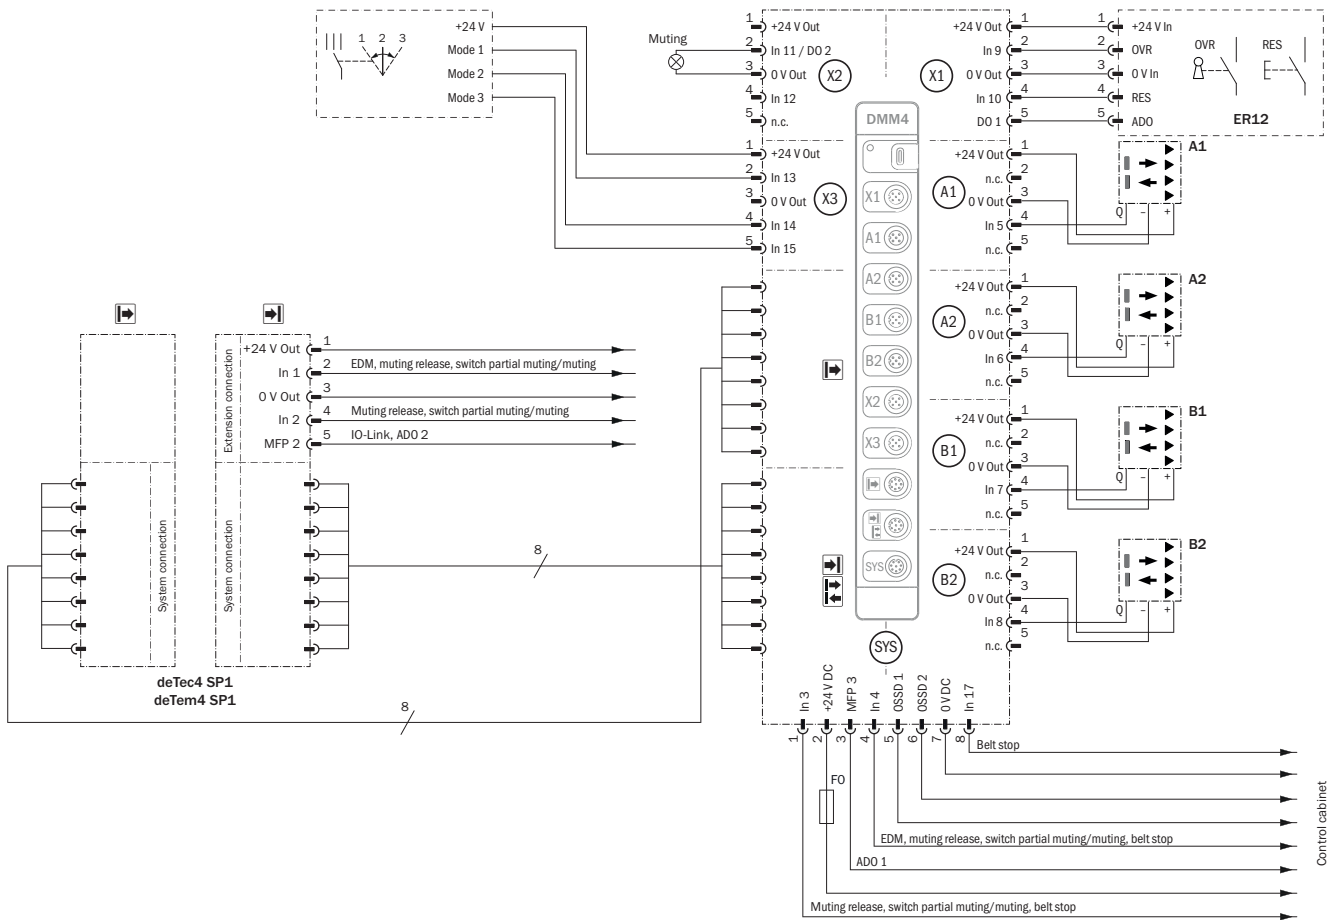 +24 V
Mode 1
Mode 2
Mode 3
1 2 3
Muting
1 +24 V Out
2 In 11 / DO 2
3 0 V Out
4 In 12
5 n.c.
X2
X1
+24 V Out 1
In 9 2
0 V Out 3
In 10 4
DO 1 5
1 +24 V In
2 OVR
3 0 V In
4 RES
5 ADO
OVR RES
ER12
DMM4
X1
A1
A2
B1
B2
X2
X3
SYS
1 +24 V Out
2 In 13
3 0 V Out
4 In 14
5 In 15
X3
A1
+24 V Out 1
n.c. 2
0 V Out 3
In 5 4
n.c. 5
A1
Q – +
A2
+24 V Out 1
n.c. 2
0 V Out 3
In 6 4
n.c. 5
A2
Q – +
B1
+24 V Out 1
n.c. 2
0 V Out 3
In 7 4
n.c. 5
B1
Q – +
B2
+24 V Out 1
n.c. 2
0 V Out 3
In 8 4
n.c. 5
B2
Q – +
Extension connection
+24 V Out 1
In 1 2 EDM, muting release, switch partial muting/muting
0 V Out 3
In 2 4 Muting release, switch partial muting/muting
MFP 2 5 IO-Link, ADO 2
System connection
System connection
8
deTec4 SP1
deTem4 SP1
8
SYS
In 3
+24 V DC
MFP 3
In 4
OSSD 1
OSSD 2
0 V DC
In 17
1 2 3 4 5 6 7 8
Belt stop
F0
EDM, muting release, switch partial muting/muting, belt stop
ADO 1
Muting release, switch partial muting/muting, belt stop
Control cabinet